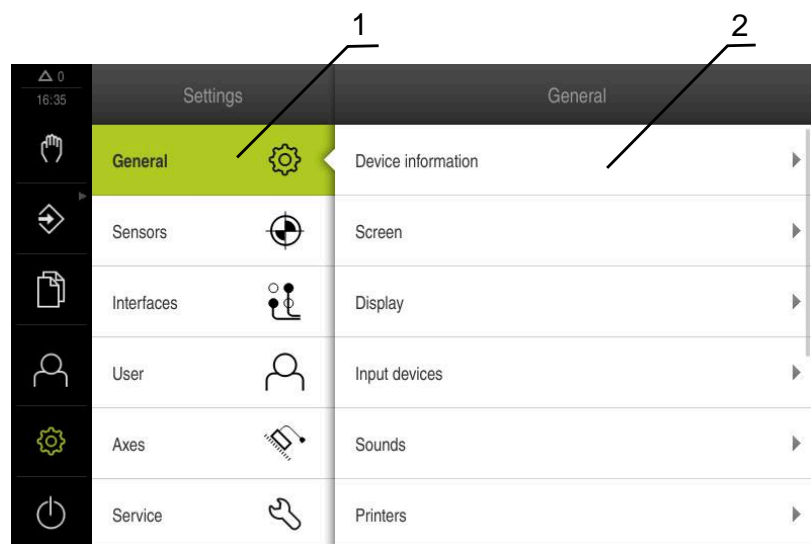 1 2
△ 0
16:35
Settings
General
General
Device information
Sensors
Screen
Interfaces
Display
User
Input devices
Axes
Sounds
Service
Printers